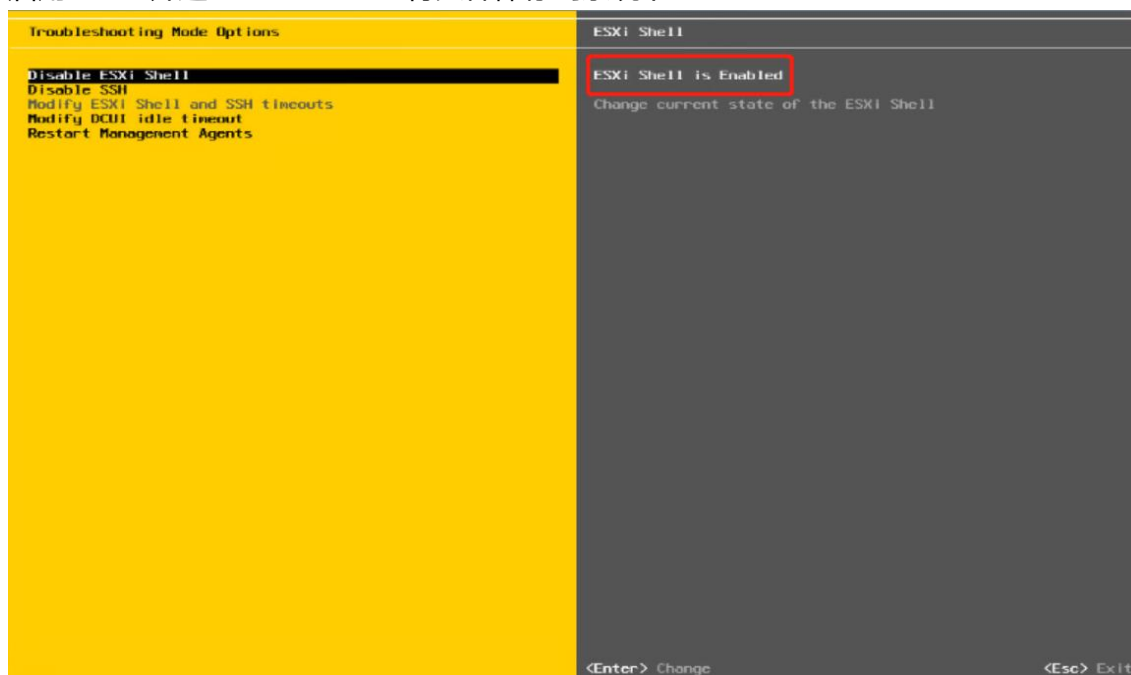 Troubleshooting Mode Options
ESXi Shell
Disable ESXi Shell
Disable SSH
Modify ESXi Shell and SSH timeouts
Modify DCUI idle timeout
Restart Management Agents
ESXi Shell is Enabled
Change current state of the ESXi Shell
<Enter> Change
<Esc> Exit